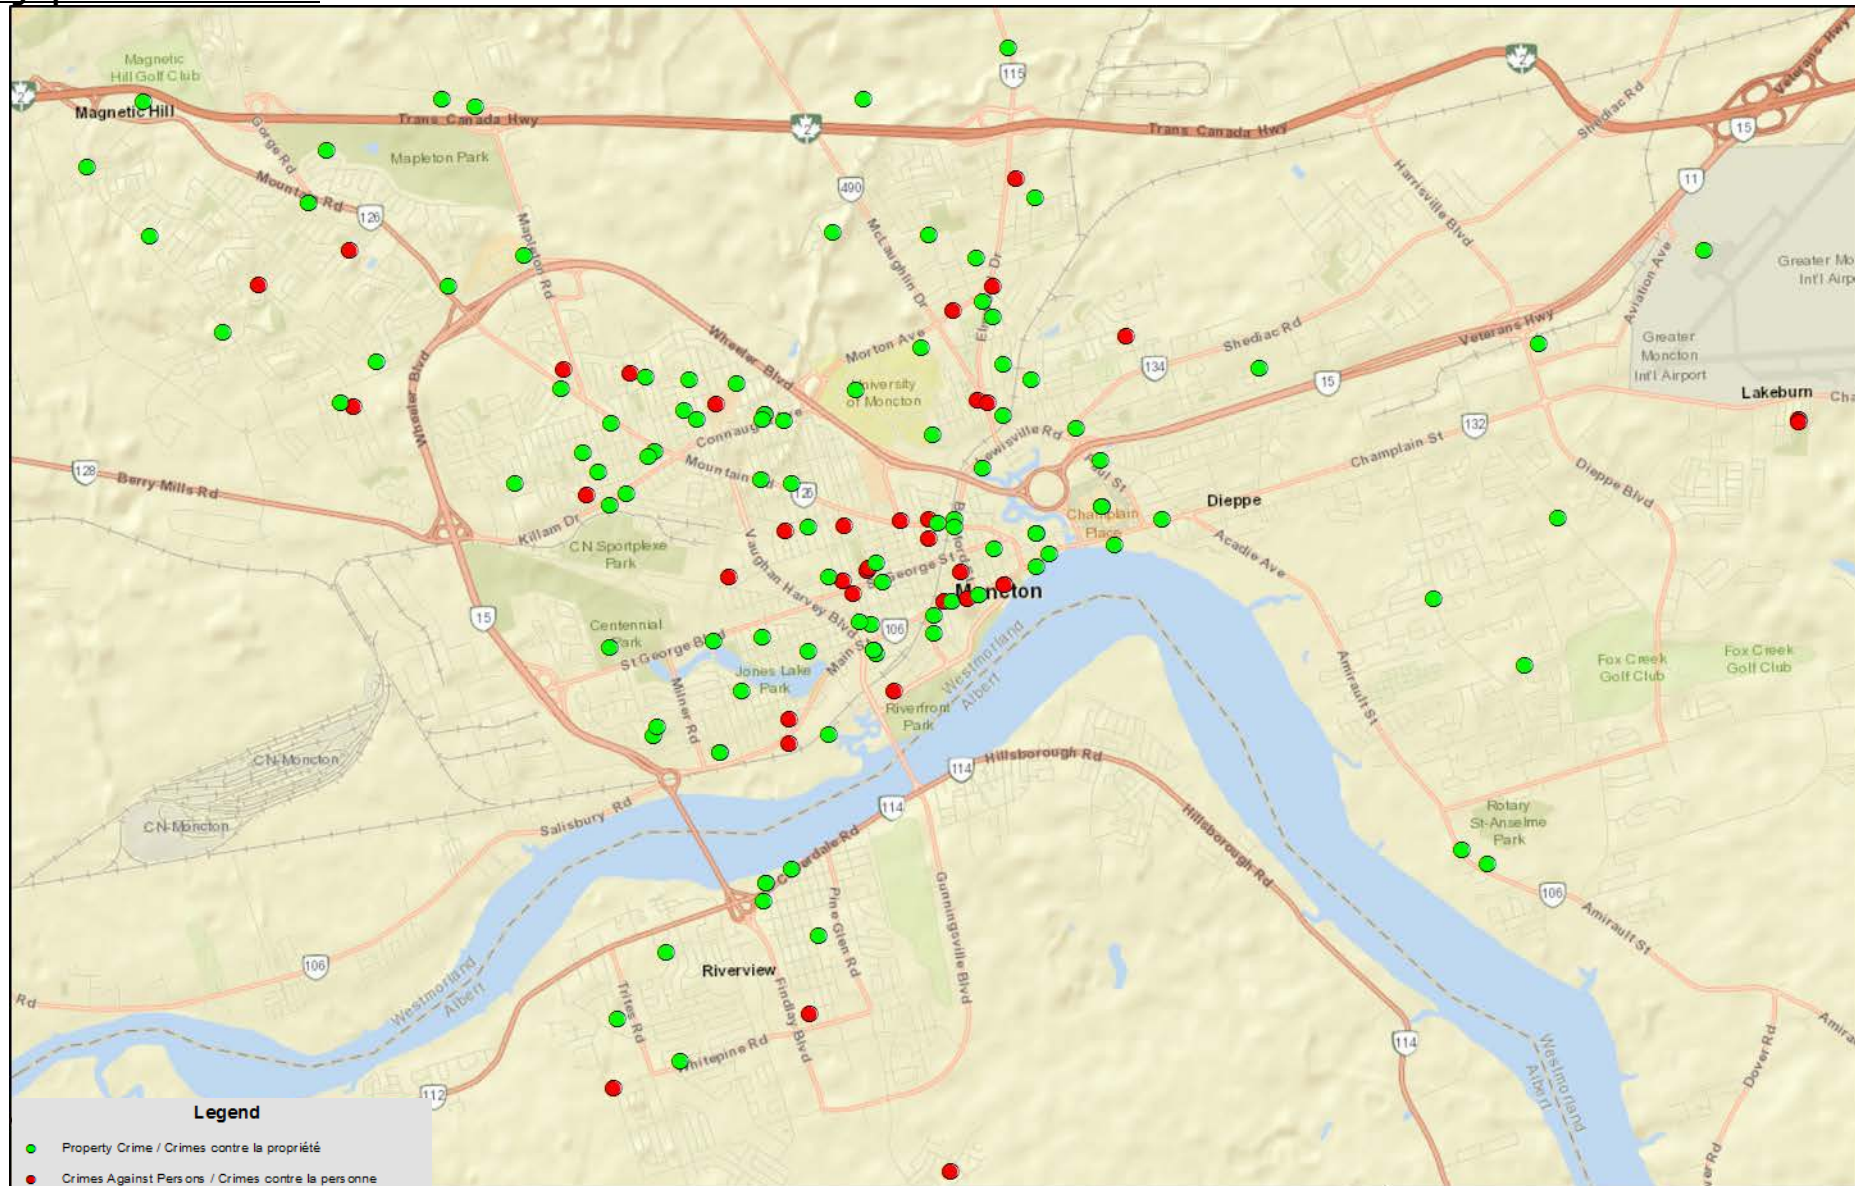 Magnetic
Hill Golf Club
2
Magnetic Hill
Trans Canada Hwy
2
115
Trans Canada Hwy
2
Shediac Rd
Veterans Hwy
15
Gorge Rd
Mapleton Park
Mountain Rd
126
490
Harrisville Blvd
11
Mapleton Rd
McLaughlin Dr
Aviation Ave
Greater Mo
Int'l Airp
Wheeler Blvd
Morton Ave
Shediac Rd
Veterans Hwy
Greater
Moncton
Int'l Airport
134
15
University
of Moncton
Lakeburn
Cha
Wheeler Blvd
Connaught Ave
132
Champlain St
Lewisville Rd
128
Berry Mills Rd
Mountain Rd
126
Paul St
Dieppe Blvd
Dieppe
Champlain
Place
Killam Dr
CN Sportplexe
Park
Vaughan Harvey Blvd
George St
Acadie Ave
Moncton
15
Centennial
Park
106
St George Blvd
Main St
Jones Lake
Park
Westmorland
Albert
Milner Rd
Riverfront
Park
Amirault St
Fox Creek
Golf Club
Fox Creek
Golf Club
CN-Moncton
114
Hillsborough Rd
114
CN-Moncton
Salisbury Rd
Hillsborough Rd
Rotary
St-Anselme
Park
106
Amirault St
Pine Glen Rd
Gunningsville Blvd
106
Riverview
Westmorland
Albert
Rd
Trites Rd
Findlay Blvd
Whitepine Rd
114
Westmorland
Albert
Dover Rd
Amira
112
ver Rd
Legend
Property Crime / Crimes contre la propriété
Crimes Against Persons / Crimes contre la personne